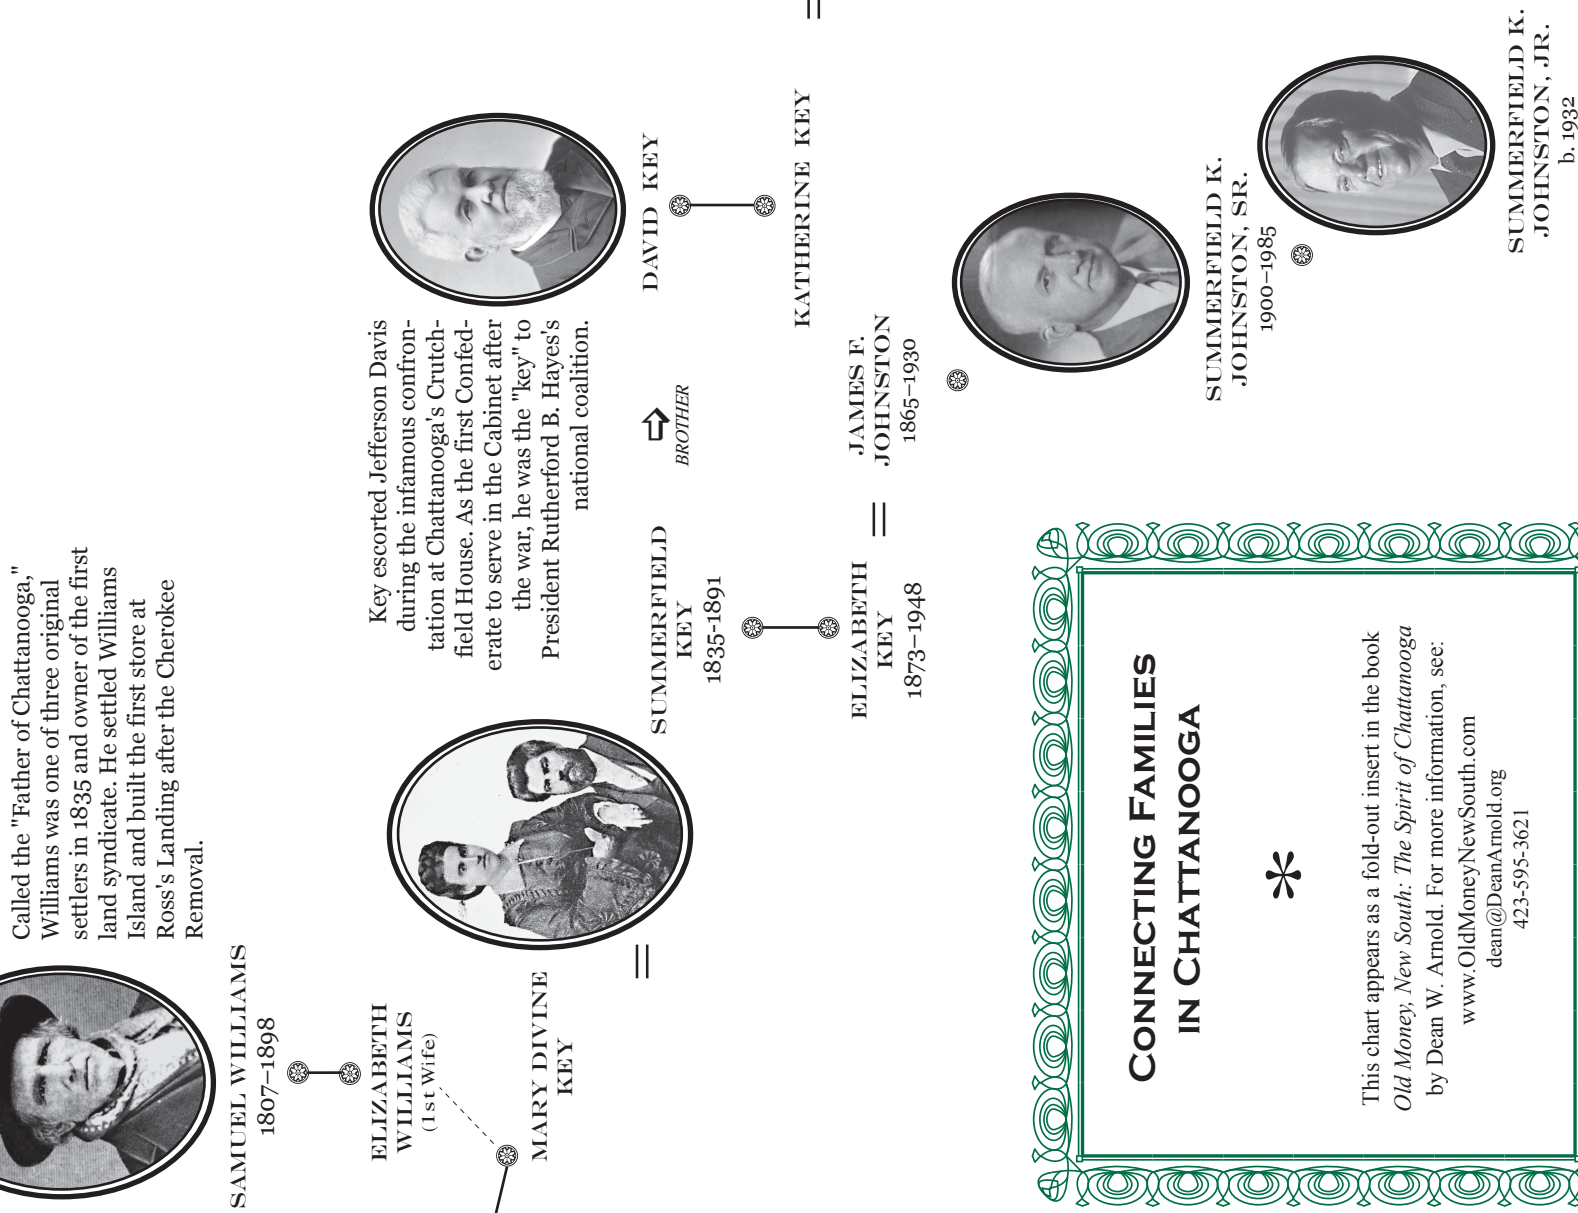 Called the "Father of Chattanooga,"
Williams was one of three original
settlers in 1835 and owner of the first
land syndicate. He settled Williams
Island and built the first store at
Ross's Landing after the Cherokee
Removal.
SAMUEL WILLIAMS
1807–1898
ELIZABETH
WILLIAMS
(1st Wife)
MARY DIVINE
KEY
=
SUMMERFIELD
KEY
1835-1891
BROTHER
Key escorted Jefferson Davis
during the infamous confron-
tation at Chattanooga's Crutch-
field House. As the first Confed-
erate to serve in the Cabinet after
the war, he was the "key" to
President Rutherford B. Hayes's
national coalition.
DAVID KEY
KATHERINE KEY
=
ELIZABETH
KEY
1873–1948
=
JAMES F.
JOHNSTON
1865–1930
SUMMERFIELD K.
JOHNSTON, SR.
1900–1985
SUMMERFIELD K.
JOHNSTON, JR.
b. 1932
CONNECTING FAMILIES
IN CHATTANOOGA
*
This chart appears as a fold-out insert in the book
Old Money, New South: The Spirit of Chattanooga
by Dean W. Arnold. For more information, see:
www.OldMoneyNewSouth.com
dean@DeanArnold.org
423-595-3621